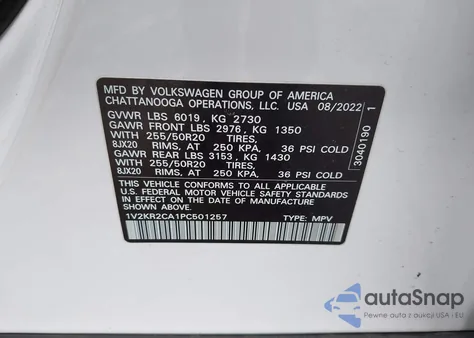 MFD BY VOLKSWAGEN GROUP OF AMERICA
CHATTANOOGA OPERATIONS, LLC. USA 08/2022
GVWR LBS 6019, KG 2730
GAWR FRONT LBS 2976, KG 1350
WITH 255/50R20 TIRES,
8JX20 RIMS, AT 250 KPA, 36 PSI COLD
GAWR REAR LBS 3153, KG 1430
WITH 255/50R20 TIRES,
8JX20 RIMS, AT 250 KPA, 36 PSI COLD
THIS VEHICLE CONFORMS TO ALL APPLICABLE
U.S. FEDERAL MOTOR VEHICLE SAFETY STANDARDS
IN EFFECT ON THE DATE OF MANUFACTURE SHOWN
ABOVE.
1V2KR2CA1PC501257 TYPE: MPV
3040190 1
autoSnap
Pewne auta z aukcji USA i EU